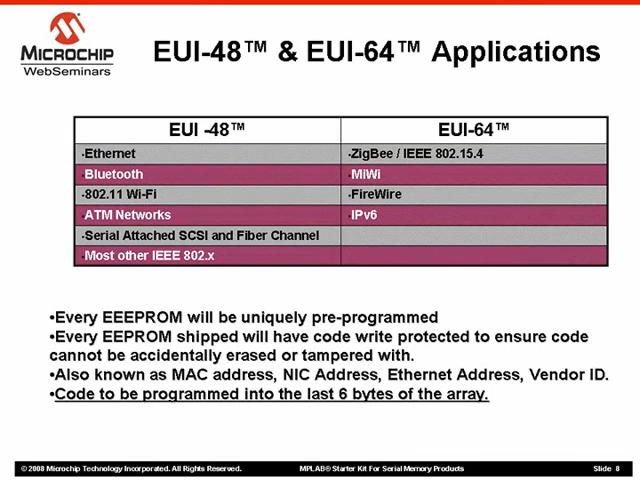 MICROCHIP
WebSeminars
EUI-48™ & EUI-64™ Applications
EUI -48™ EUI-64™
•Ethernet •ZigBee / IEEE 802.15.4
•Bluetooth •MiWi
•802.11 Wi-Fi •FireWire
•ATM Networks •IPv6
•Serial Attached SCSI and Fiber Channel
•Most other IEEE 802.x
•Every EEEPROM will be uniquely pre-programmed
•Every EEPROM shipped will have code write protected to ensure code
cannot be accidentally erased or tampered with.
•Also known as MAC address, NIC Address, Ethernet Address, Vendor ID.
•Code to be programmed into the last 6 bytes of the array.
© 2008 Microchip Technology Incorporated. All Rights Reserved. MPLAB® Starter Kit For Serial Memory Products Slide 8